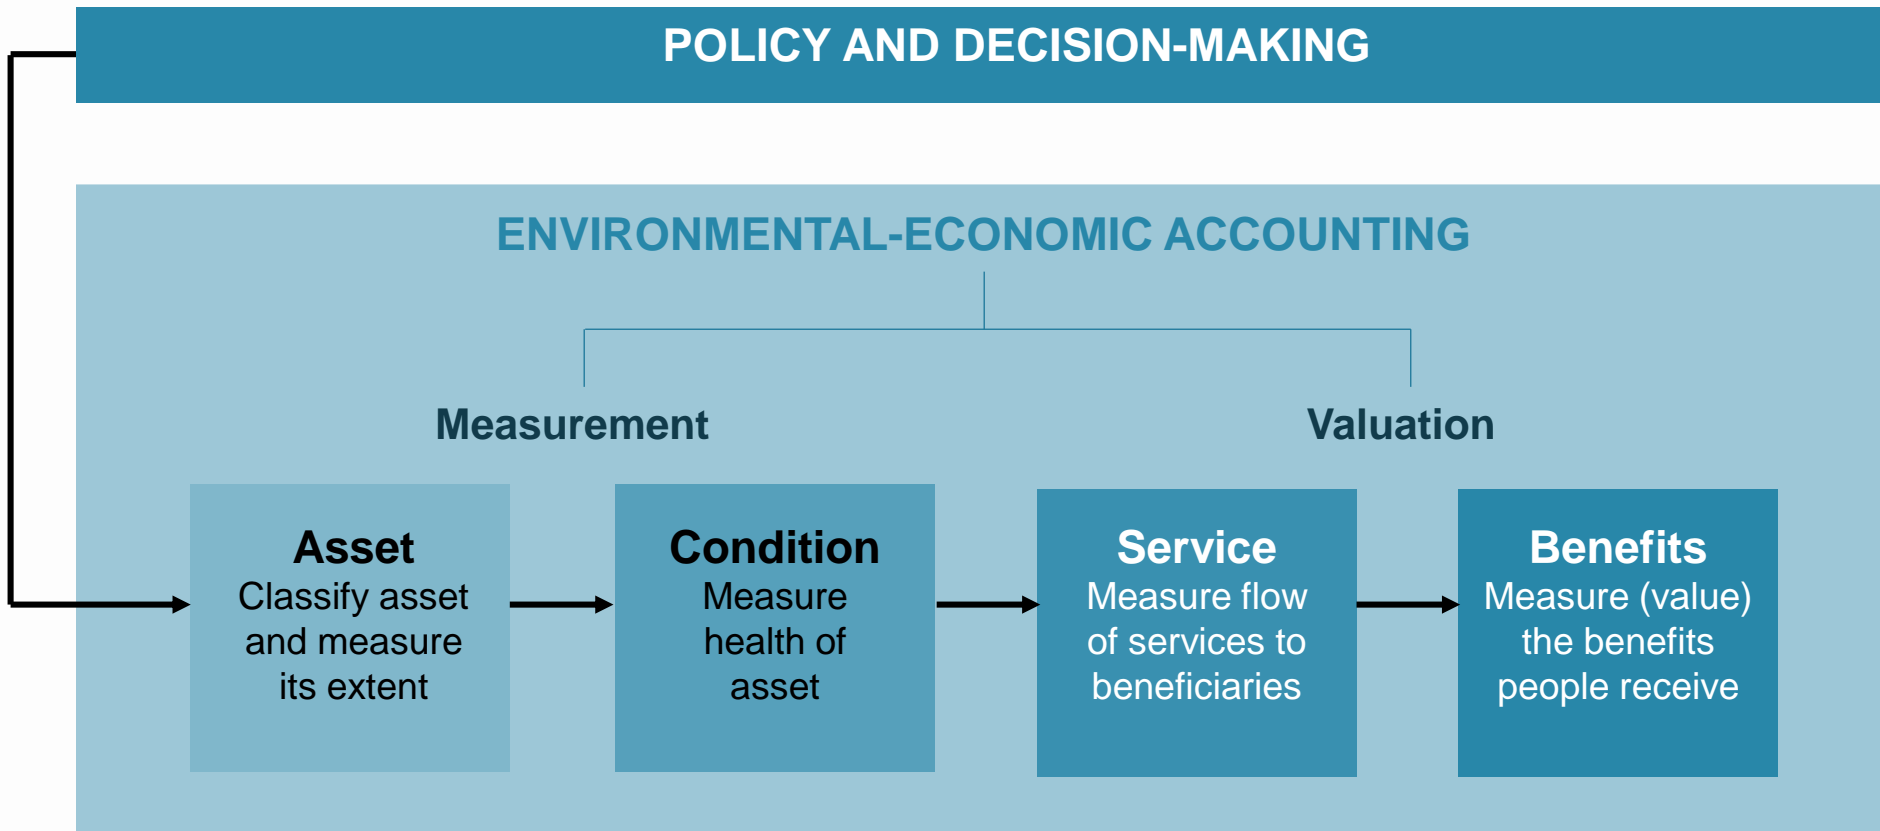 POLICY AND DECISION-MAKING
ENVIRONMENTAL-ECONOMIC ACCOUNTING
Measurement
Valuation
Asset
Classify asset
and measure
its extent
Condition
Measure
health of
asset
Service
Measure flow
of services to
beneficiaries
Benefits
Measure (value)
the benefits
people receive